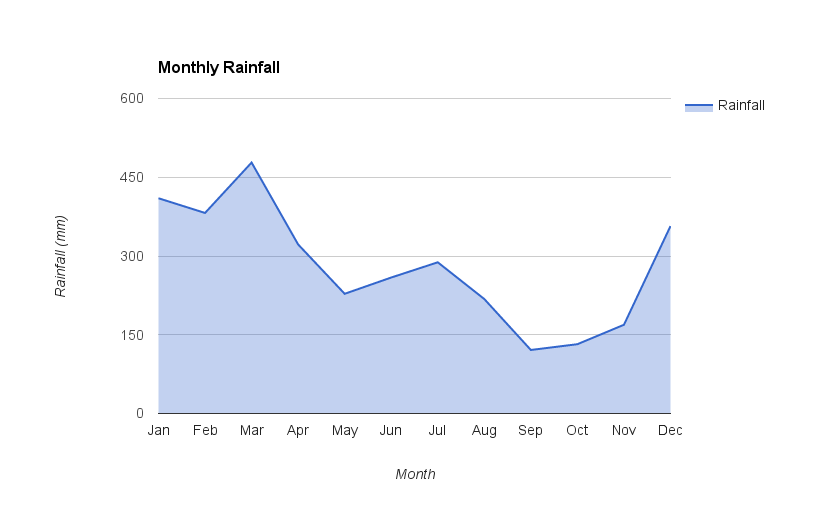 Monthly Rainfall
600
Rainfall
450
Rainfall (mm)
300
150
0
Jan Feb Mar Apr May Jun Jul Aug Sep Oct Nov Dec
Month